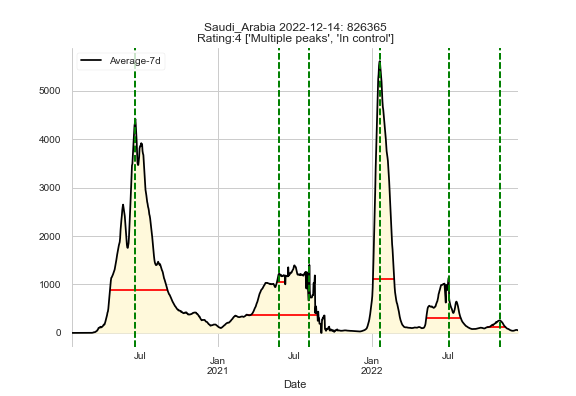 Saudi_Arabia 2022-12-14: 826365
Rating:4 ['Multiple peaks', 'In control']
Average-7d
5000
4000
3000
2000
1000
0
Jul
Jan
2021
Jul
Jan
2022
Jul
Date